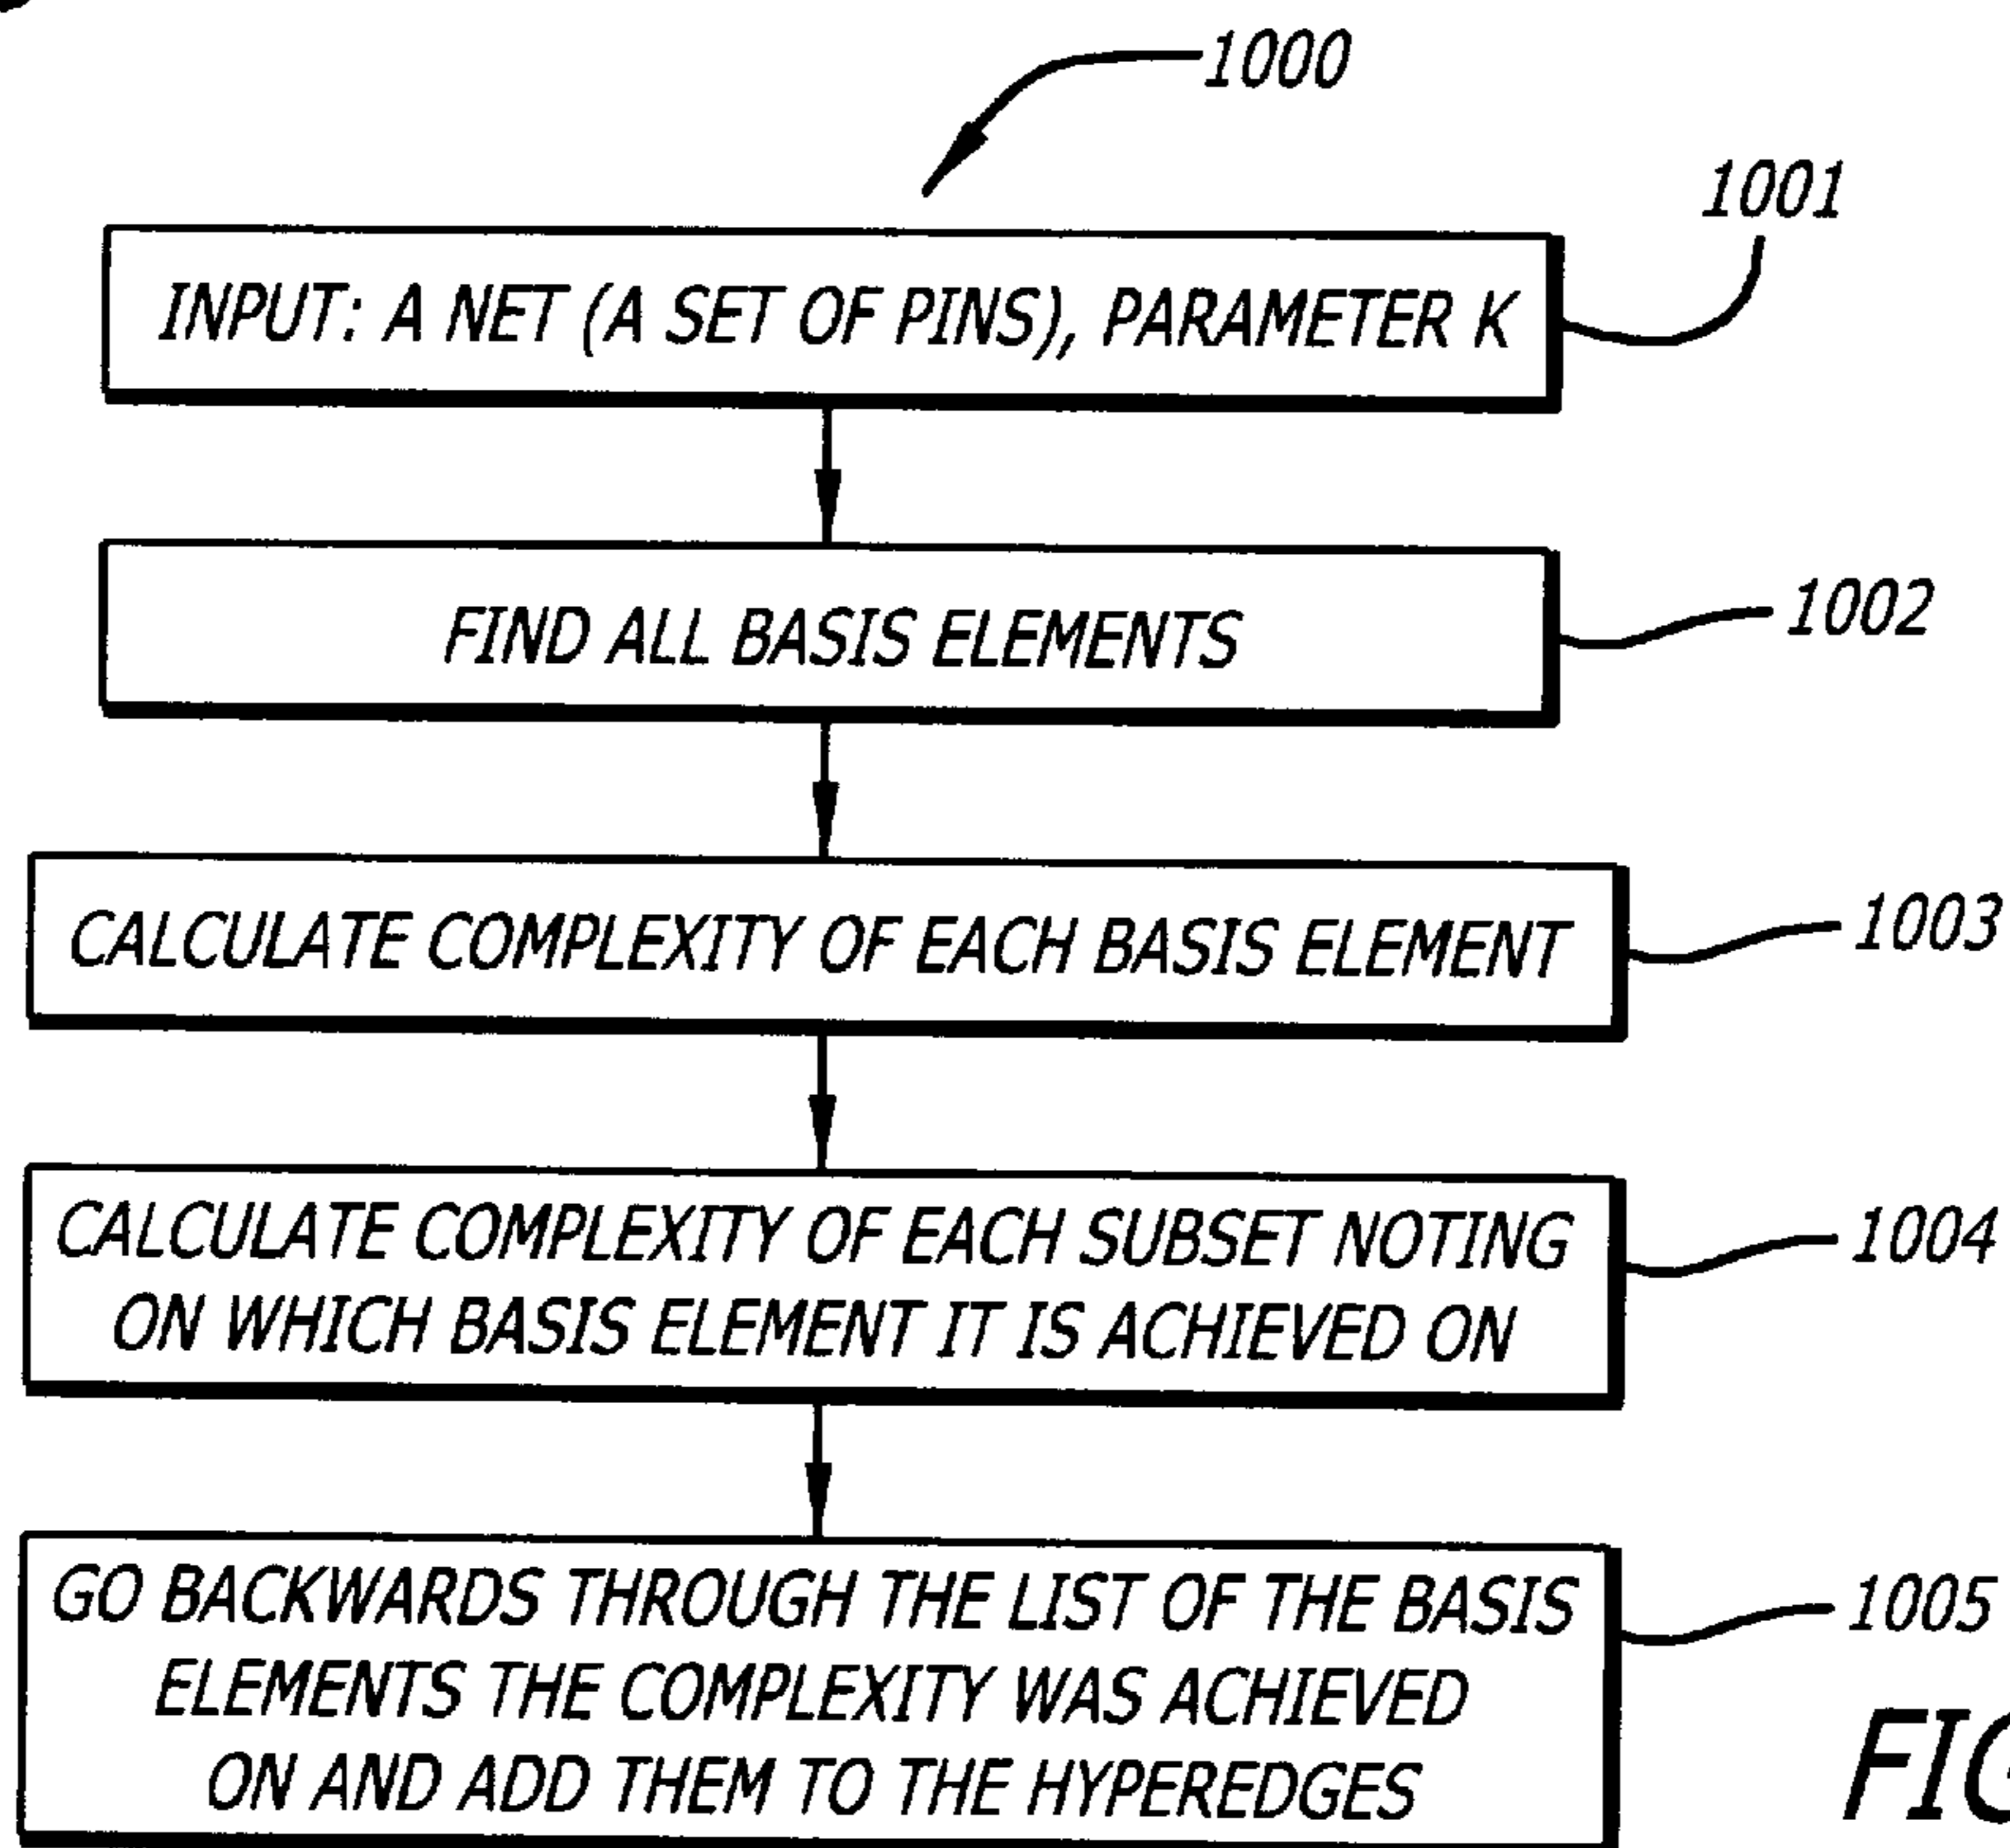 1000
1001
INPUT: A NET (A SET OF PINS), PARAMETER K
1002
FIND ALL BASIS ELEMENTS
1003
CALCULATE COMPLEXITY OF EACH BASIS ELEMENT
1004
CALCULATE COMPLEXITY OF EACH SUBSET NOTING
ON WHICH BASIS ELEMENT IT IS ACHIEVED ON
1005
GO BACKWARDS THROUGH THE LIST OF THE BASIS
ELEMENTS THE COMPLEXITY WAS ACHIEVED
ON AND ADD THEM TO THE HYPEREDGES